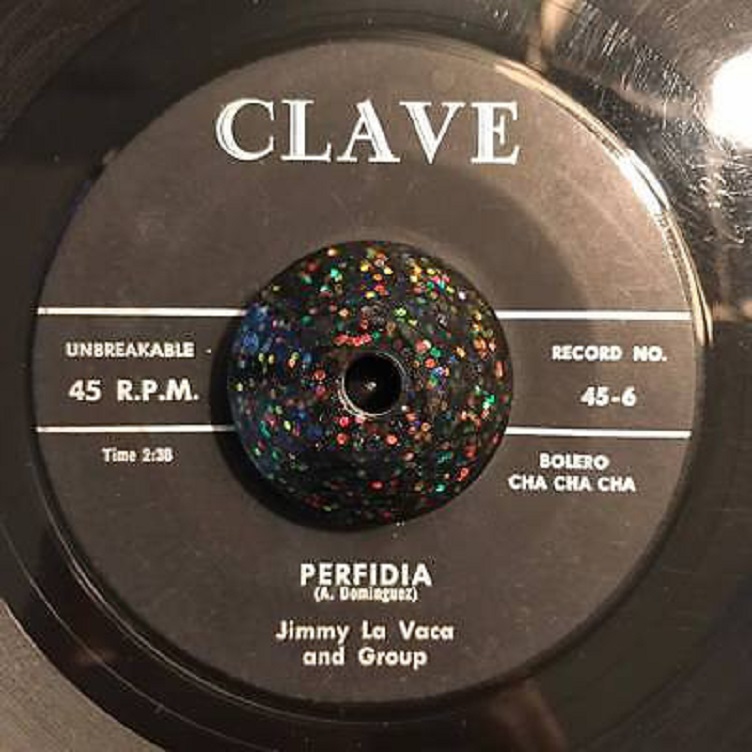 CLAVE
UNBREAKABLE
45 R.P.M.
RECORD NO.
45-6
Time 2:38
BOLERO
CHA CHA CHA
PERFIDIA
(A. Dominguez)
Jimmy La Vaca
and Group